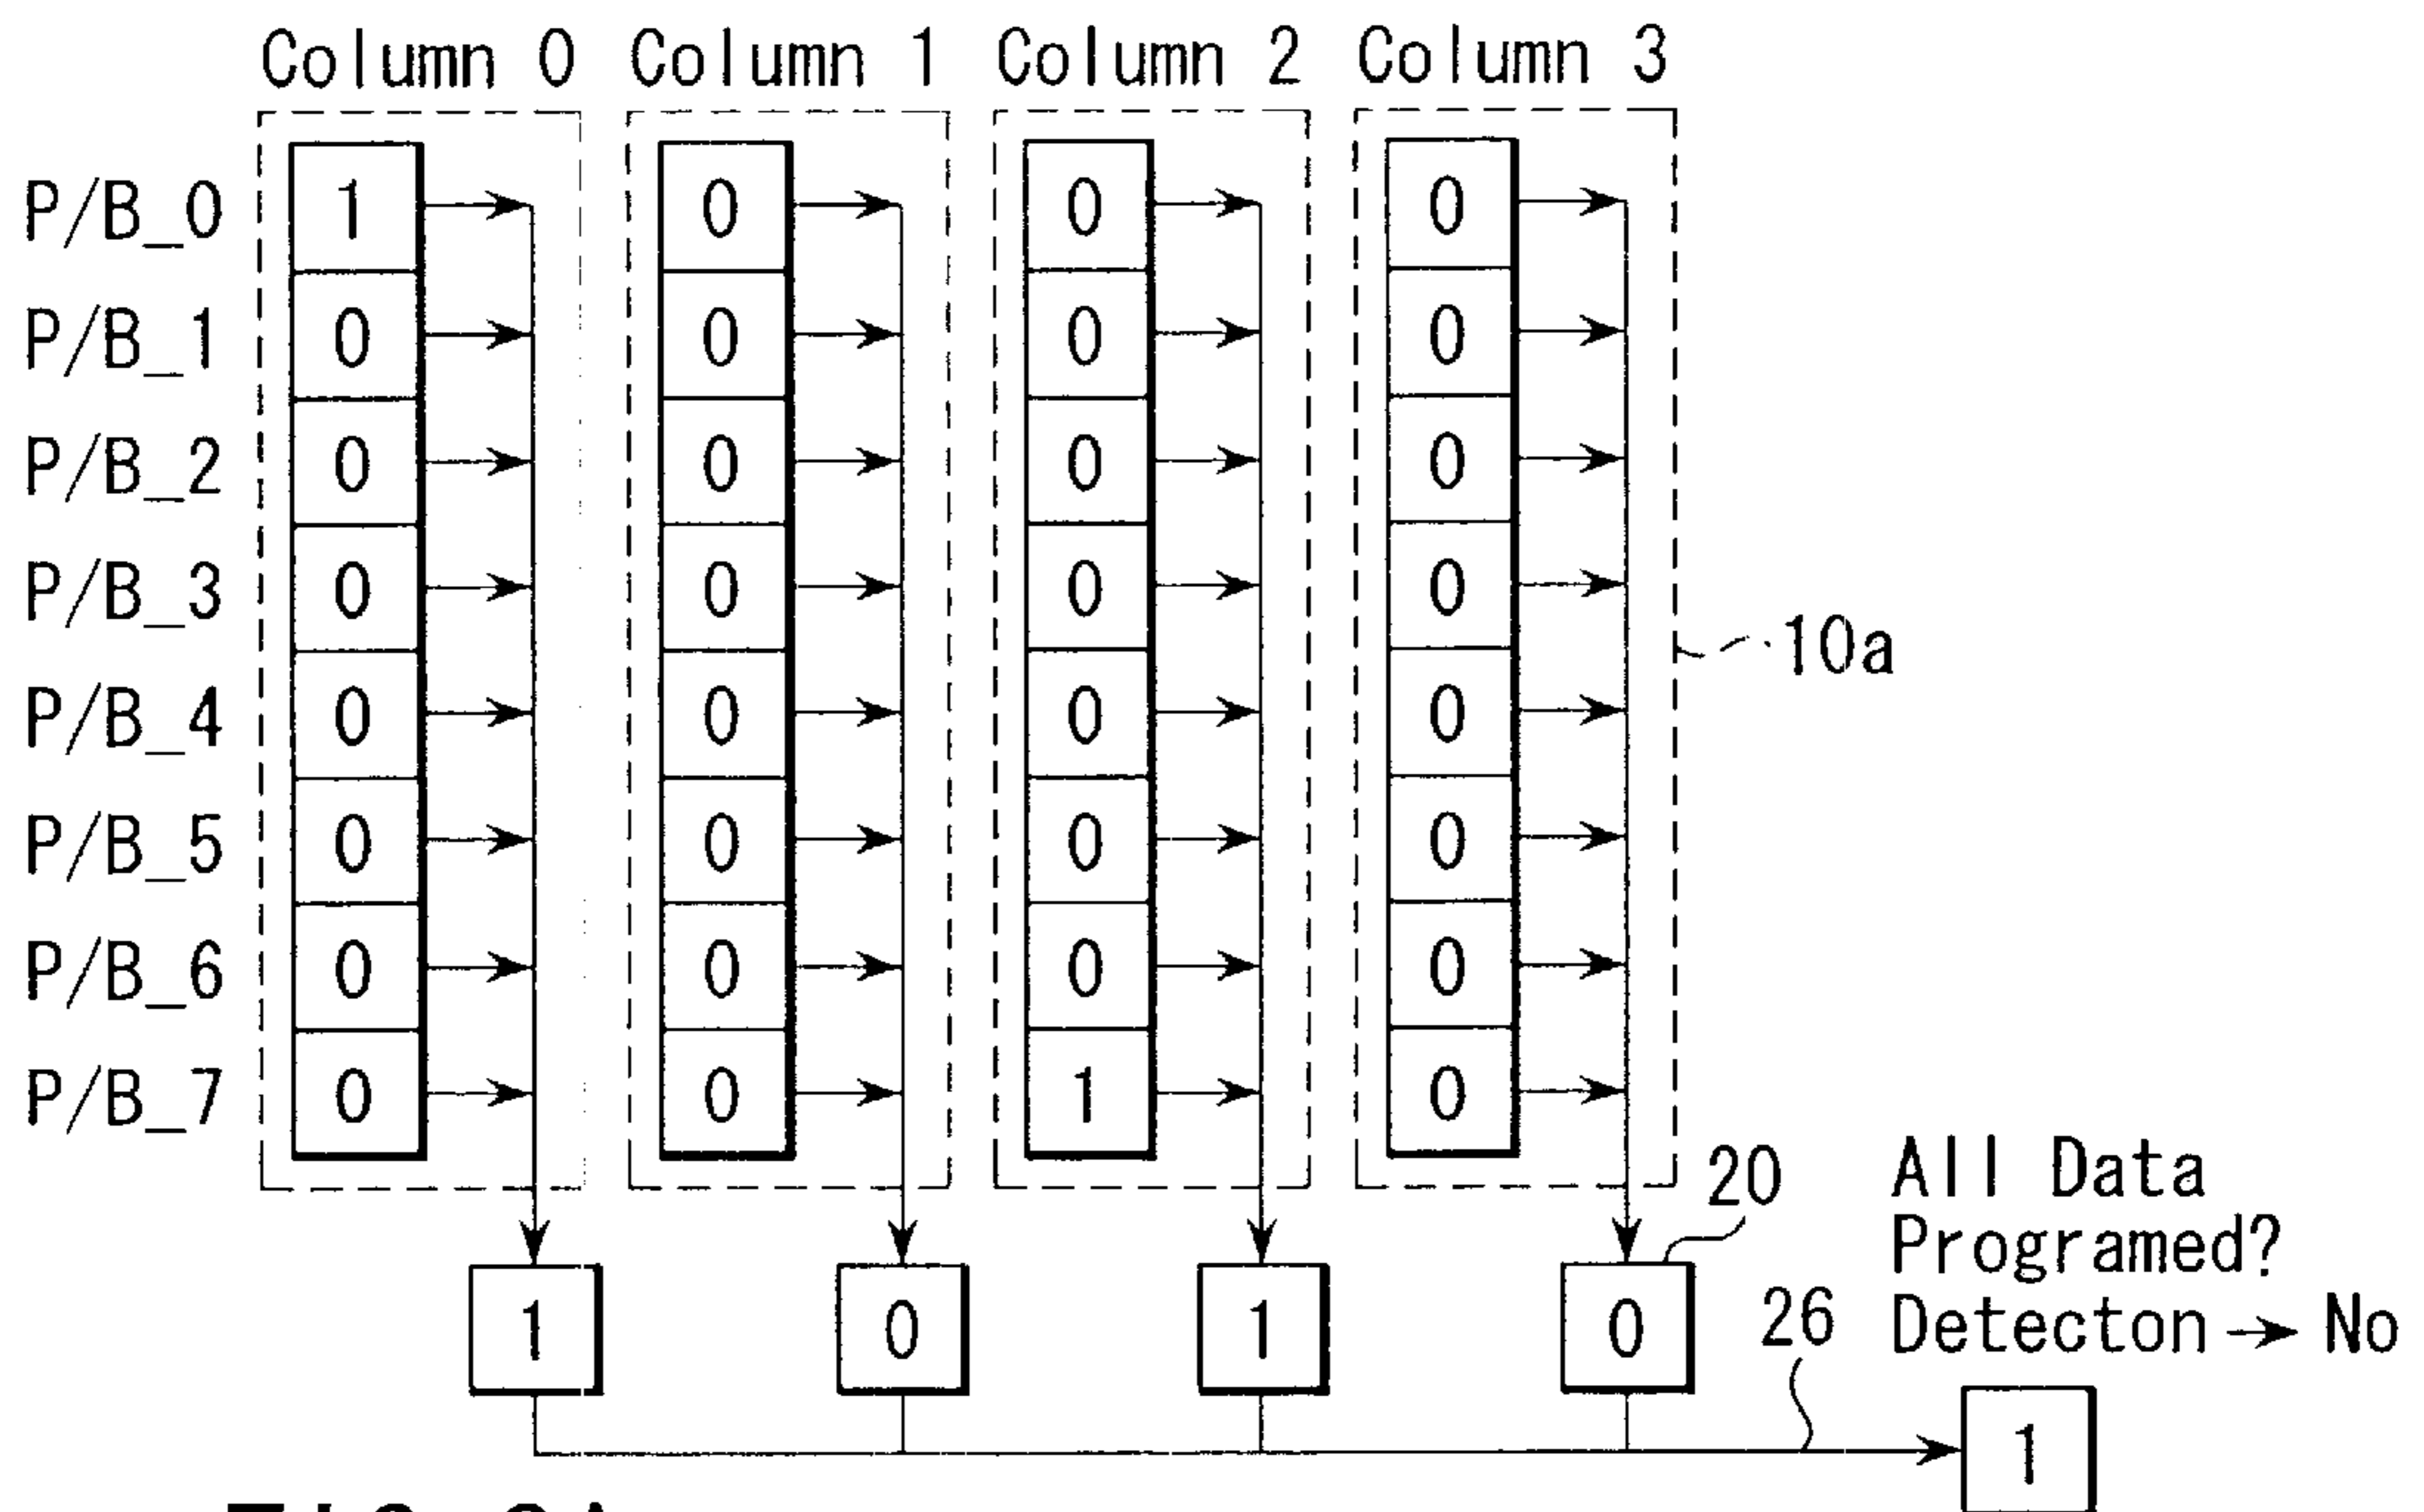 Column 0 Column 1 Column 2 Column 3
P/B_0 1 0 0 0
P/B_1 0 0 0 0
P/B_2 0 0 0 0
P/B_3 0 0 0 0
10a
P/B_4 0 0 0 0
P/B_5 0 0 0 0
P/B_6 0 0 0 0
P/B_7 0 0 1 0
20
All Data
Programed?
Detecton → No
1 0 1 0
26
1